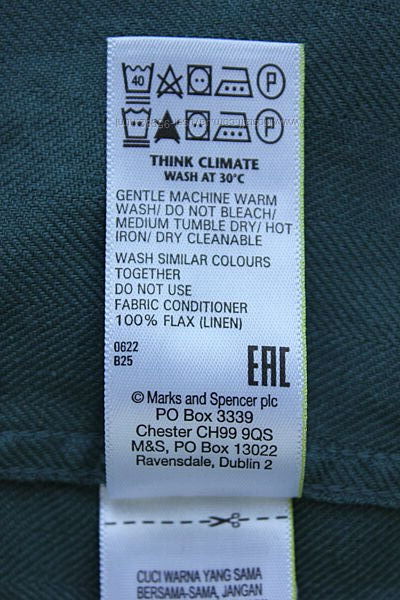 40 P
P
THINK CLIMATE
WASH AT 30°C
GENTLE MACHINE WARM
WASH/ DO NOT BLEACH/
MEDIUM TUMBLE DRY/ HOT
IRON/ DRY CLEANABLE
WASH SIMILAR COLOURS
TOGETHER
DO NOT USE
FABRIC CONDITIONER
100% FLAX (LINEN)
0622
B25
EAC
© Marks and Spencer plc
PO Box 3339
Chester CH99 9QS
M&S, PO Box 13022
Ravensdale, Dublin 2
CUCI WARNA YANG SAMA
BERSAMA-SAMA, JANGAN